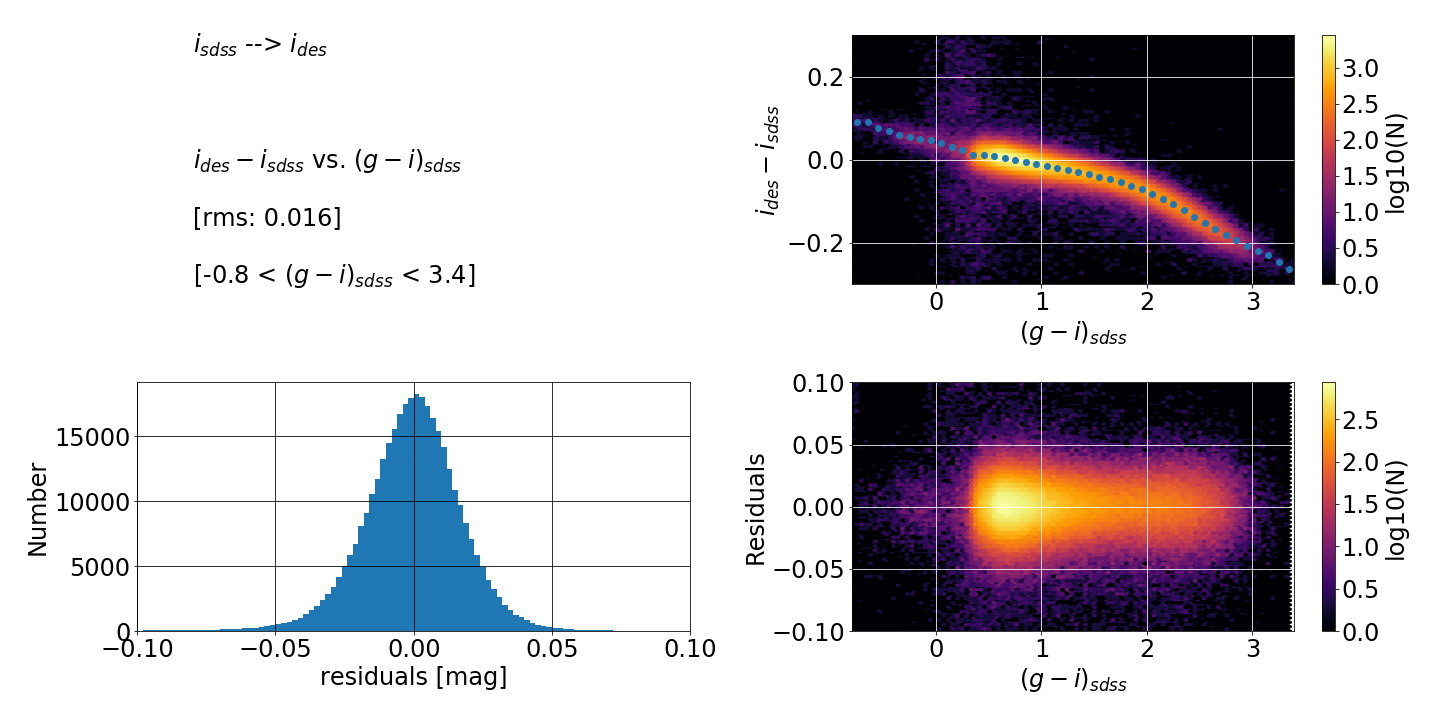 i_sdss --> i_des
i_des − i_sdss vs. (g − i)_sdss
[rms: 0.016]
[-0.8 < (g − i)_sdss < 3.4]
i_des − i_sdss
0.2
0.0
−0.2
0 1 2 3
(g − i)_sdss
3.0
2.5
2.0
1.5
1.0
0.5
0.0
log10(N)
Number
15000
10000
5000
0
−0.10 −0.05 0.00 0.05 0.10
residuals [mag]
Residuals
0.10
0.05
0.00
−0.05
−0.10
0 1 2 3
(g − i)_sdss
2.5
2.0
1.5
1.0
0.5
0.0
log10(N)